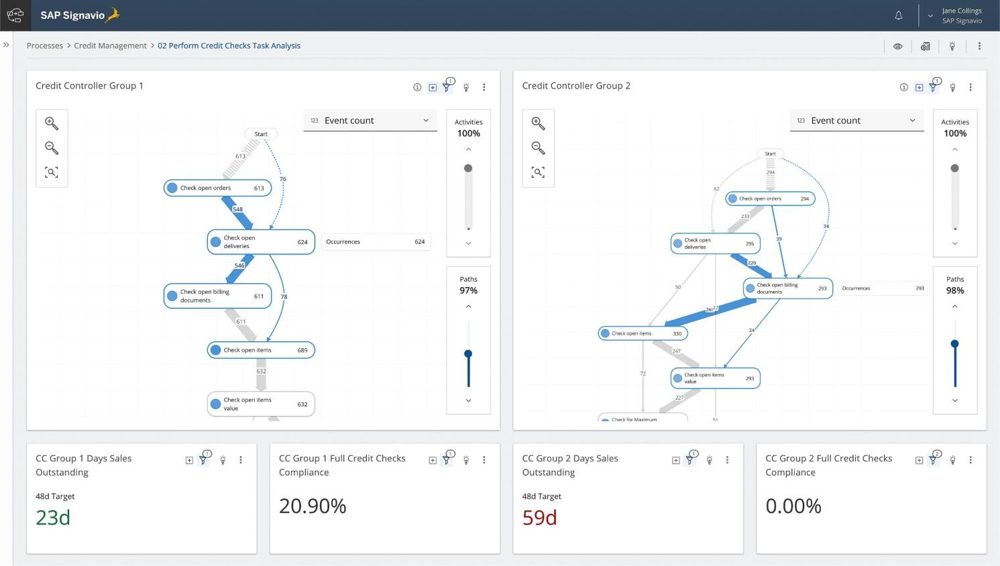 SAP Signavio
Jane Collings
SAP Signavio
Processes > Credit Management > 02 Perform Credit Checks Task Analysis
Credit Controller Group 1
1
123 Event count
Activities
100%
Start
613
76
Check open orders 613
548
Check open deliveries 624
Occurrences 624
546
78
Check open billing documents 611
611
Check open items 689
632
Check open items value 632
Paths
97%
Credit Controller Group 2
1
123 Event count
Activities
100%
Start
294
62
34
Check open orders 294
233
39
Check open deliveries 295
220
50
Check open billing documents 293
Occurrences 293
22
24
Check open items 330
247
72
Check open items value 293
227
Check for Maximum
51
Paths
98%
CC Group 1 Days Sales
Outstanding
1
48d Target
23d
CC Group 1 Full Credit Checks
Compliance
1
20.90%
CC Group 2 Days Sales
Outstanding
1
48d Target
59d
CC Group 2 Full Credit Checks
Compliance
2
0.00%